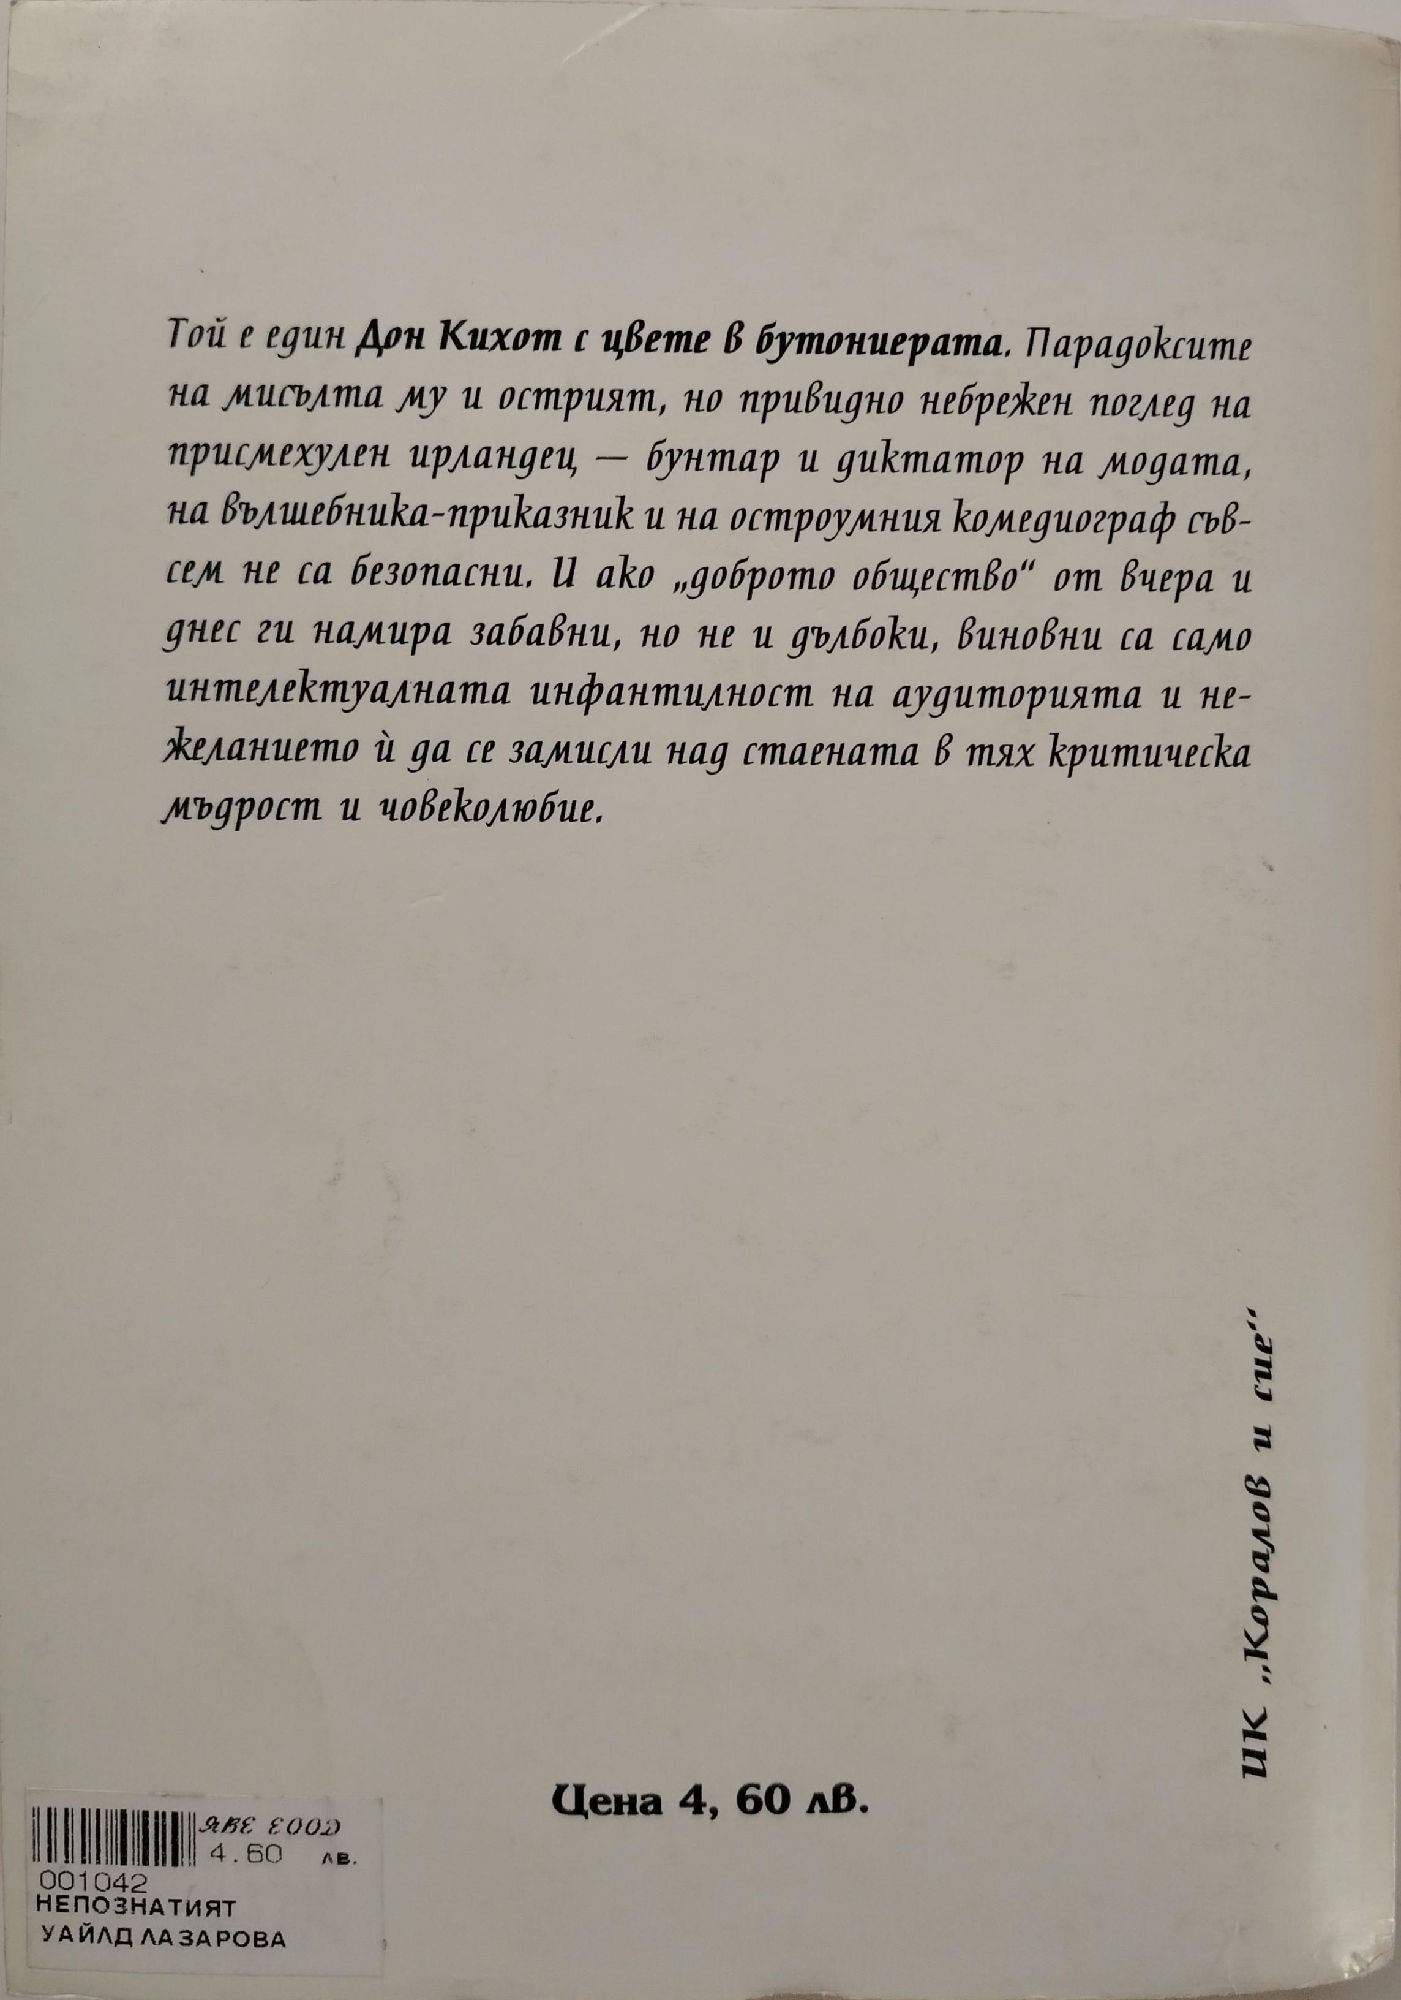 Той е един Дон Кихот с цвете в бутониерата. Парадоксите
на мисълта му и острият, но привидно небрежен поглед на
присмехулен ирландец — бунтар и диктатор на модата,
на вълшебника-приказник и на остроумния комедиограф съв-
сем не са безопасни. И ако „доброто общество“ от вчера и
днес ги намира забавни, но не и дълбоки, виновни са само
интелектуалната инфантилност на аудиторията и не-
желанието ѝ да се замисли над стаената в тях критическа
мъдрост и човеколюбие.
ИК „Коралов и сие“
Цена 4, 60 лв.
ABE EOOD
4.60 лв.
001042
НЕПОЗНАТИЯТ
УАЙЛД ЛАЗАРОВА